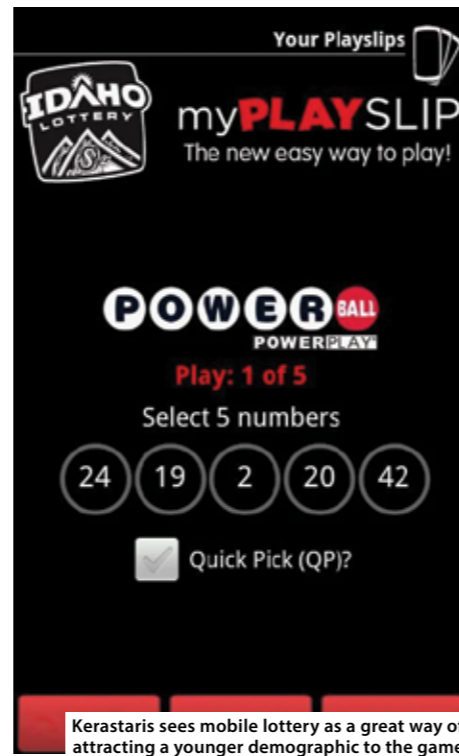 Your Playslips
IDAHO
LOTTERY
myPLAYSLIP
The new easy way to play!
POWERBALL
POWERPLAY
Play: 1 of 5
Select 5 numbers
24 19 2 20 42
Quick Pick (QP)?
Kerastaris sees mobile lottery as a great way of
attracting a younger demographic to the game